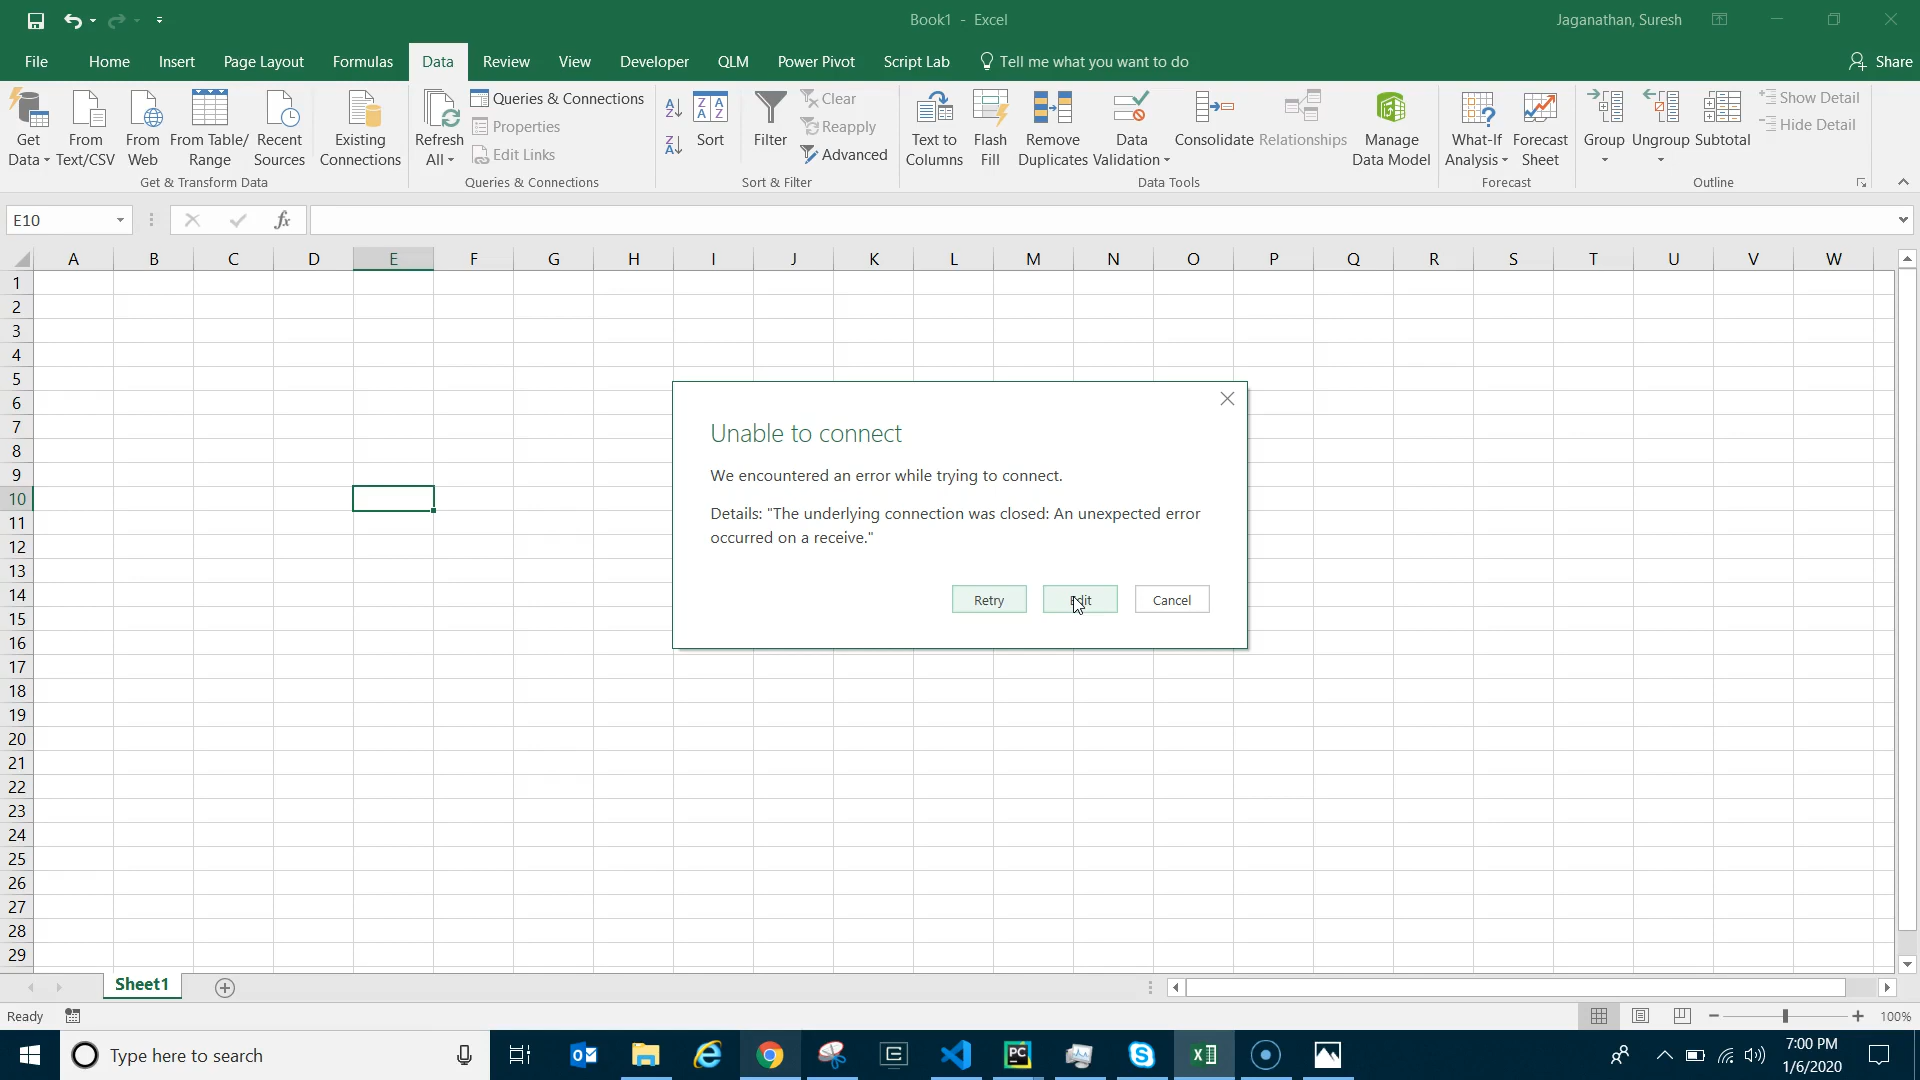 Book1 - Excel
Jaganathan, Suresh
File Home Insert Page Layout Formulas Data Review View Developer QLM Power Pivot Script Lab Tell me what you want to do Share
Get Data
From Text/CSV
From Web
From Table/ Range
Recent Sources
Existing Connections
Get & Transform Data
Refresh All
Queries & Connections
Properties
Edit Links
Queries & Connections
Sort
Filter
Clear
Reapply
Advanced
Sort & Filter
Text to Columns
Flash Fill
Remove Duplicates
Data Validation
Consolidate
Relationships
Manage Data Model
Data Tools
What-If Analysis
Forecast Sheet
Forecast
Group
Ungroup
Subtotal
Show Detail
Hide Detail
Outline
E10
fx
A B C D E F G H I J K L M N O P Q R S T U V W
1
2
3
4
5
6
7
8
9
10
11
12
13
14
15
16
17
18
19
20
21
22
23
24
25
26
27
28
29
Unable to connect
We encountered an error while trying to connect.
Details: "The underlying connection was closed: An unexpected error
occurred on a receive."
Retry Edit Cancel
Sheet1
Ready
100%
Type here to search
7:00 PM
1/6/2020